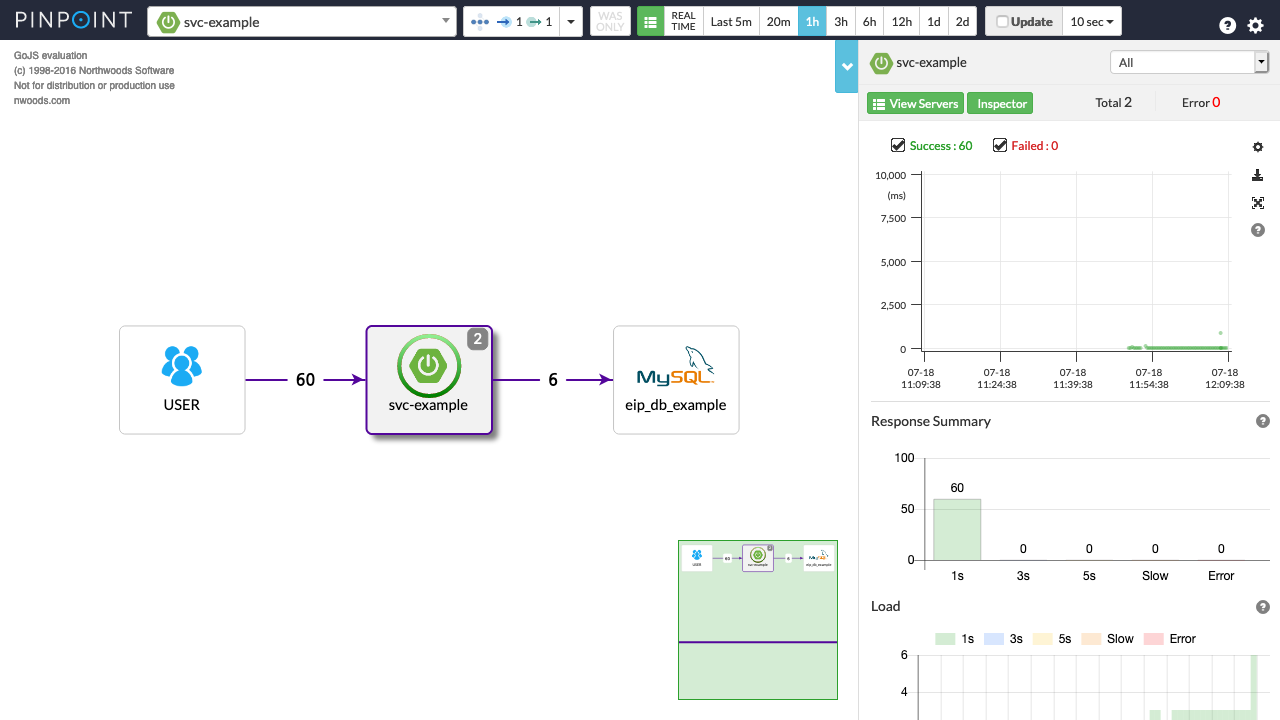 PINPOINT
svc-example
1
1
WAS
ONLY
REAL
TIME
Last 5m
20m
1h
3h
6h
12h
1d
2d
Update
10 sec
GoJS evaluation
(c) 1998-2016 Northwoods Software
Not for distribution or production use
nwoods.com
USER
60
2
svc-example
6
MySQL
eip_db_example
USER
60
svc-example
6
eip_db_example
svc-example
All
View Servers
Inspector
Total 2
Error 0
Success : 60
Failed : 0
10,000
(ms)
7,500
5,000
2,500
0
07-18
11:09:38
07-18
11:24:38
07-18
11:39:38
07-18
11:54:38
07-18
12:09:38
Response Summary
100
50
0
60
0
0
0
0
1s
3s
5s
Slow
Error
Load
1s
3s
5s
Slow
Error
6
4